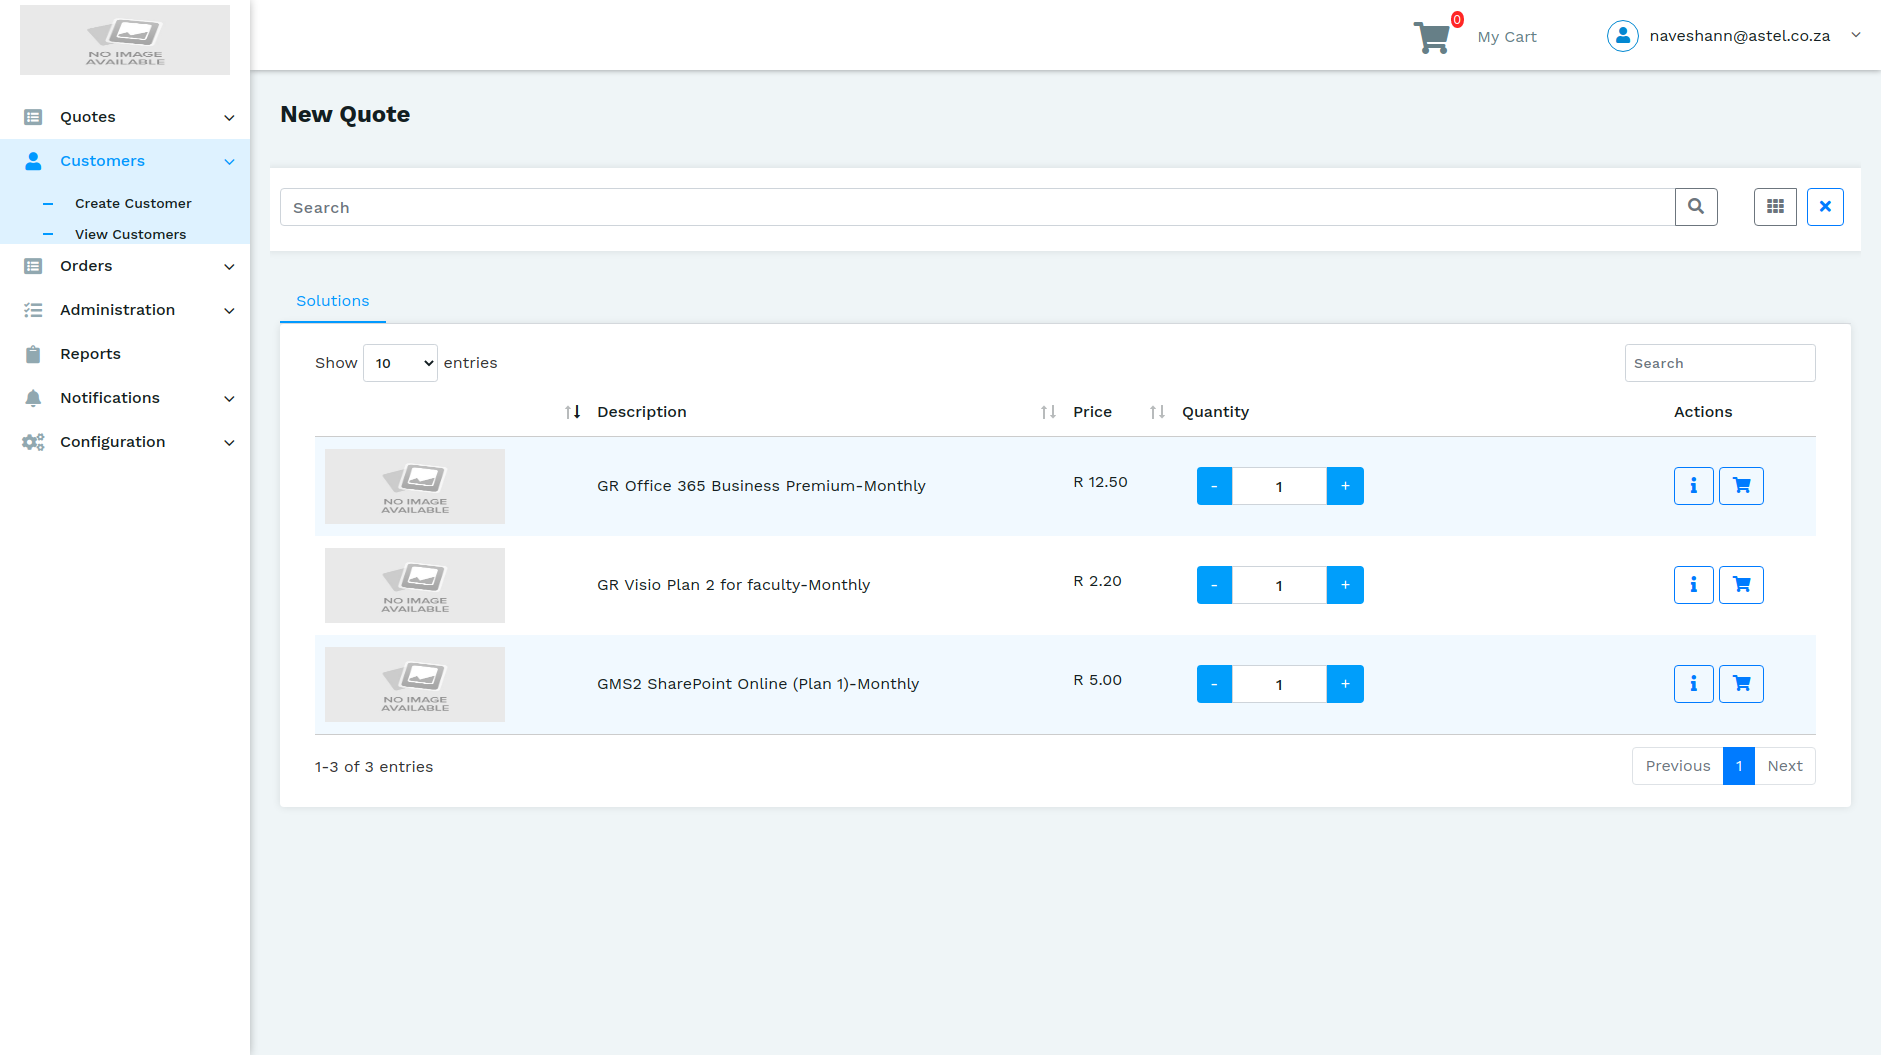 NO IMAGE
AVAILABLE
0
My Cart
naveshann@astel.co.za
Quotes
Customers
Create Customer
View Customers
Orders
Administration
Reports
Notifications
Configuration
New Quote
Search
Solutions
Show 10 entries
Search
Description Price Quantity Actions
NO IMAGE
AVAILABLE
GR Office 365 Business Premium-Monthly R 12.50 - 1 +
NO IMAGE
AVAILABLE
GR Visio Plan 2 for faculty-Monthly R 2.20 - 1 +
NO IMAGE
AVAILABLE
GMS2 SharePoint Online (Plan 1)-Monthly R 5.00 - 1 +
1-3 of 3 entries
Previous 1 Next